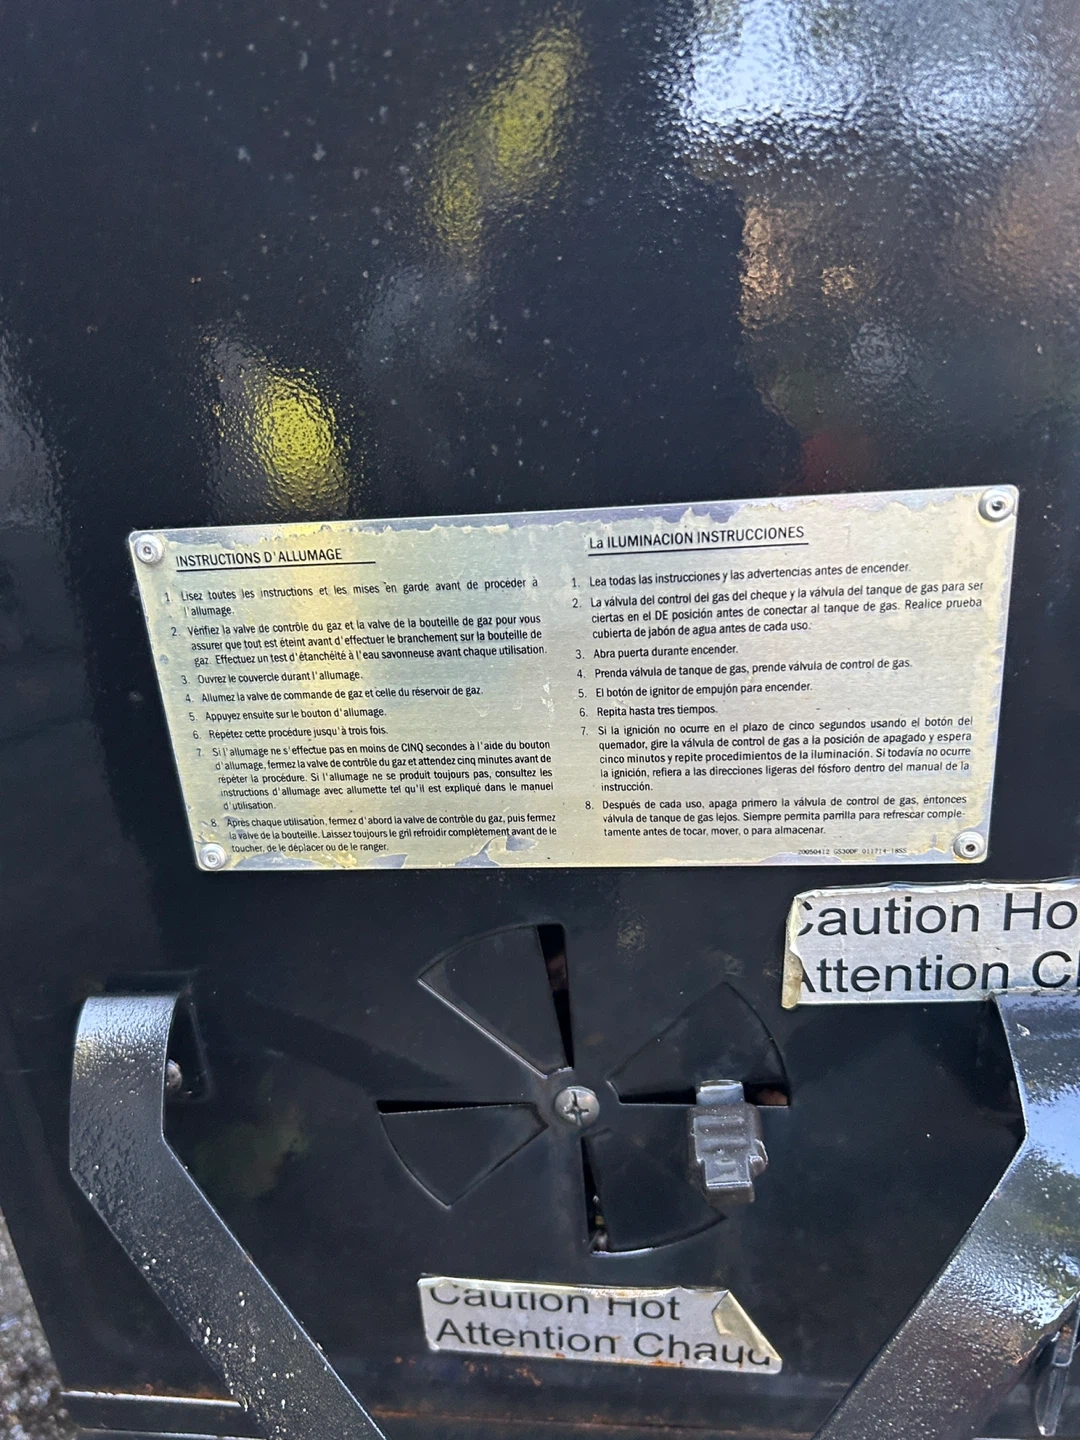 INSTRUCTIONS D'ALLUMAGE
1. Lisez toutes les instructions et les mises en garde avant de procéder à
l'allumage.
2. Vérifiez la valve de contrôle du gaz et la valve de la bouteille de gaz pour vous
assurer que tout est éteint avant d'effectuer le branchement sur la bouteille de
gaz. Effectuez un test d'étanchéité à l'eau savonneuse avant chaque utilisation.
3. Ouvrez le couvercle durant l'allumage.
4. Allumez la valve de commande de gaz et celle du réservoir de gaz.
5. Appuyez ensuite sur le bouton d'allumage.
6. Répétez cette procédure jusqu'à trois fois.
7. Si l'allumage ne s'effectue pas en moins de CINQ secondes à l'aide du bouton
d'allumage, fermez la valve de contrôle du gaz et attendez cinq minutes avant de
répéter la procédure. Si l'allumage ne se produit toujours pas, consultez les
instructions d'allumage avec allumette tel qu'il est expliqué dans le manuel
d'utilisation.
8. Après chaque utilisation, fermez d'abord la valve de contrôle du gaz, puis fermez
la valve de la bouteille. Laissez toujours le gril refroidir complètement avant de le
toucher, de le déplacer ou de le ranger.
La ILUMINACION INSTRUCCIONES
1. Lea todas las instrucciones y las advertencias antes de encender.
2. La válvula del control del gas del cheque y la válvula del tanque de gas para ser
ciertas en el DE posición antes de conectar al tanque de gas. Realice prueba
cubierta de jabón de agua antes de cada uso.
3. Abra puerta durante encender.
4. Prenda válvula de tanque de gas, prende válvula de control de gas.
5. El botón de ignitor de empujón para encender.
6. Repita hasta tres tiempos.
7. Si la ignición no ocurre en el plazo de cinco segundos usando el botón del
quemador, gire la válvula de control de gas a la posición de apagado y espera
cinco minutos y repite procedimientos de la iluminación. Si todavía no ocurre
la ignición, refiera a las direcciones ligeras del fósforo dentro del manual de la
instrucción.
8. Después de cada uso, apaga primero la válvula de control de gas, entonces
válvula de tanque de gas lejos. Siempre permita parrilla para refrescar comple-
tamente antes de tocar, mover, o para almacenar.
20050412 GS30DF 011714 18SS
Caution Ho
Attention C
Caution Hot
Attention Chaud